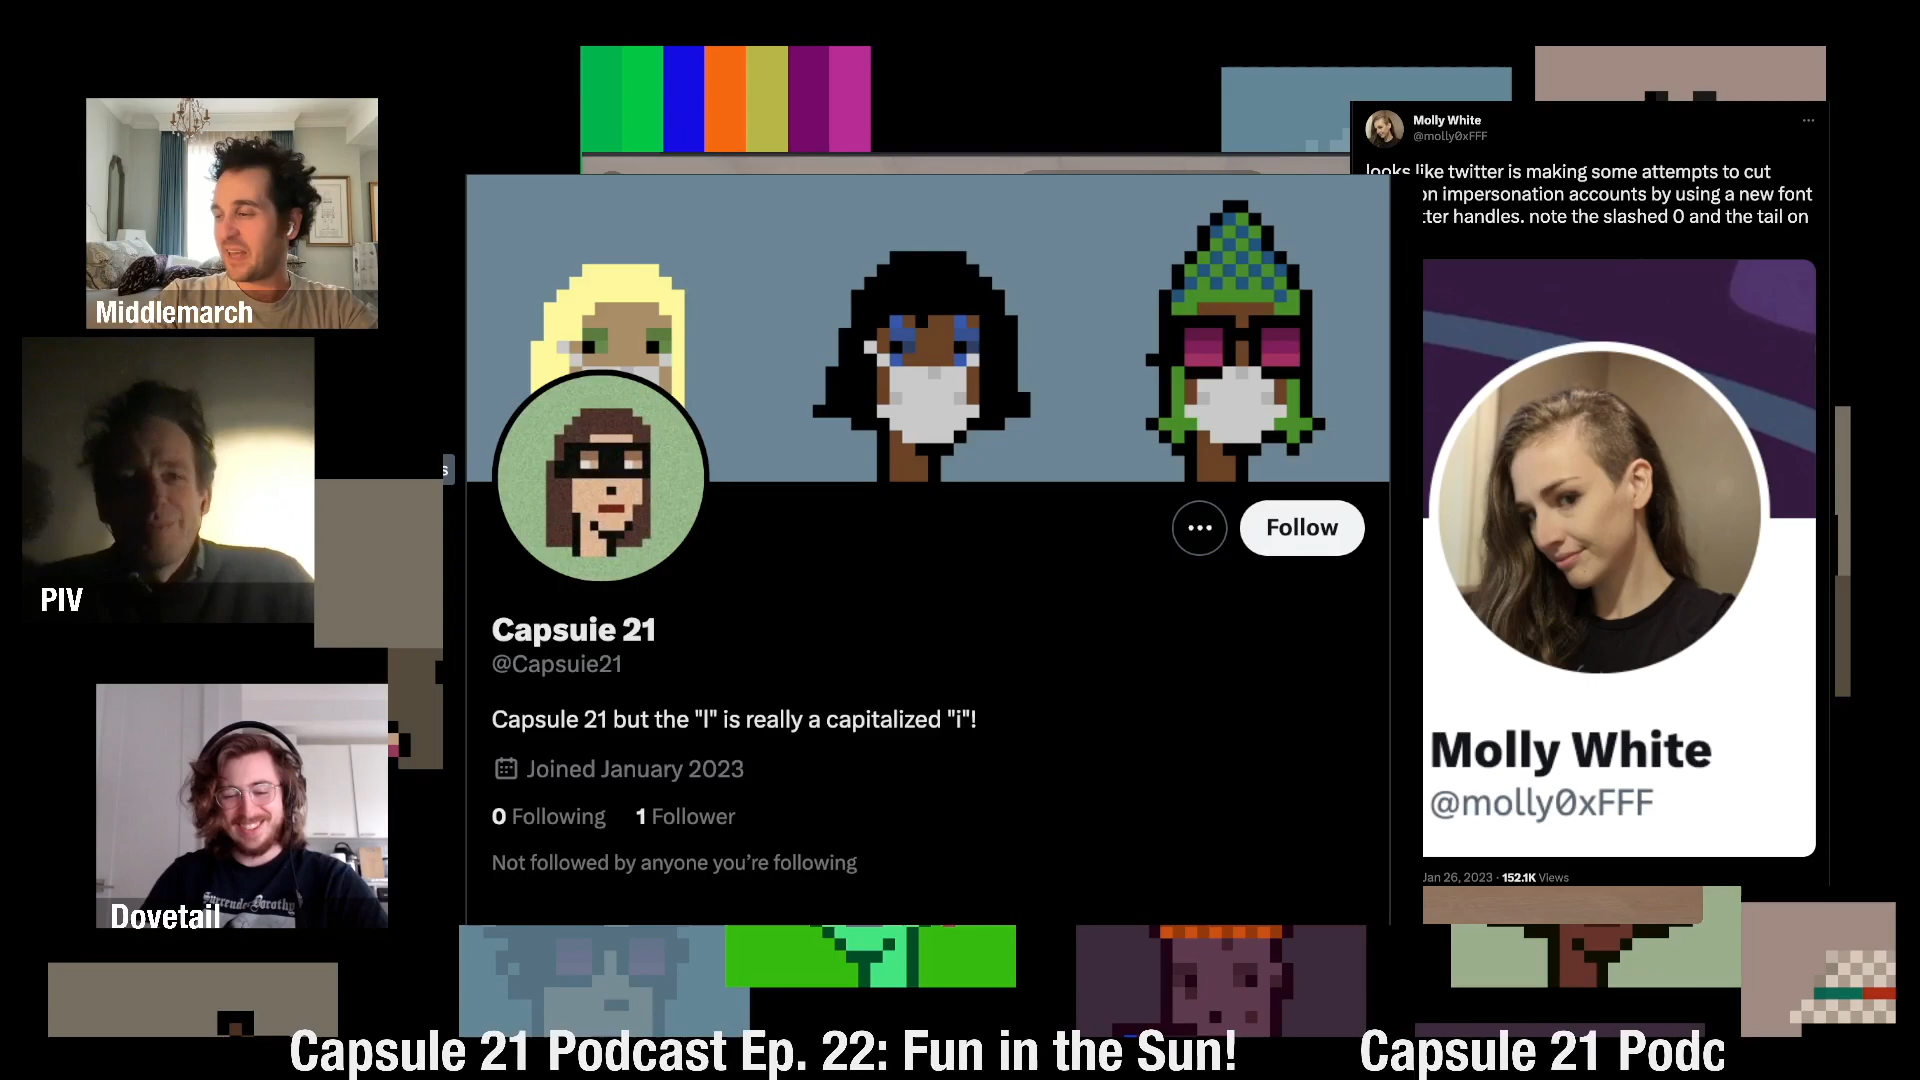 Molly White
@molly0xFFF
looks like twitter is making some attempts to cut
on impersonation accounts by using a new font
tter handles. note the slashed 0 and the tail on
Middlemarch
PIV
Dovetail
Surrender Dorothy
s
Follow
Capsuie 21
@Capsuie21
Capsule 21 but the "I" is really a capitalized "i"!
Joined January 2023
0 Following 1 Follower
Not followed by anyone you're following
Molly White
@molly0xFFF
Jan 26, 2023 · 152.1K Views
Capsule 21 Podcast Ep. 22: Fun in the Sun! Capsule 21 Podc